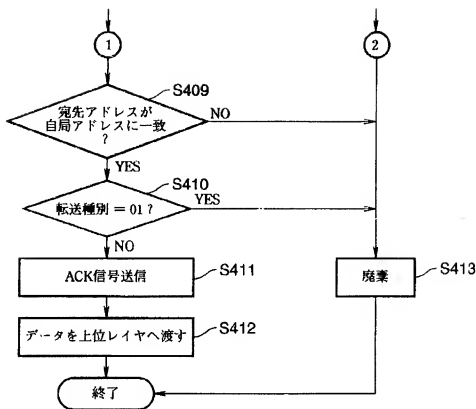 1
2
S409
宛先アドレスが
自局アドレスに一致
?
NO
YES
S410
転送種別=01?
YES
NO
ACK信号送信
S411
廃棄
S413
データを上位レイヤへ渡す
S412
終了